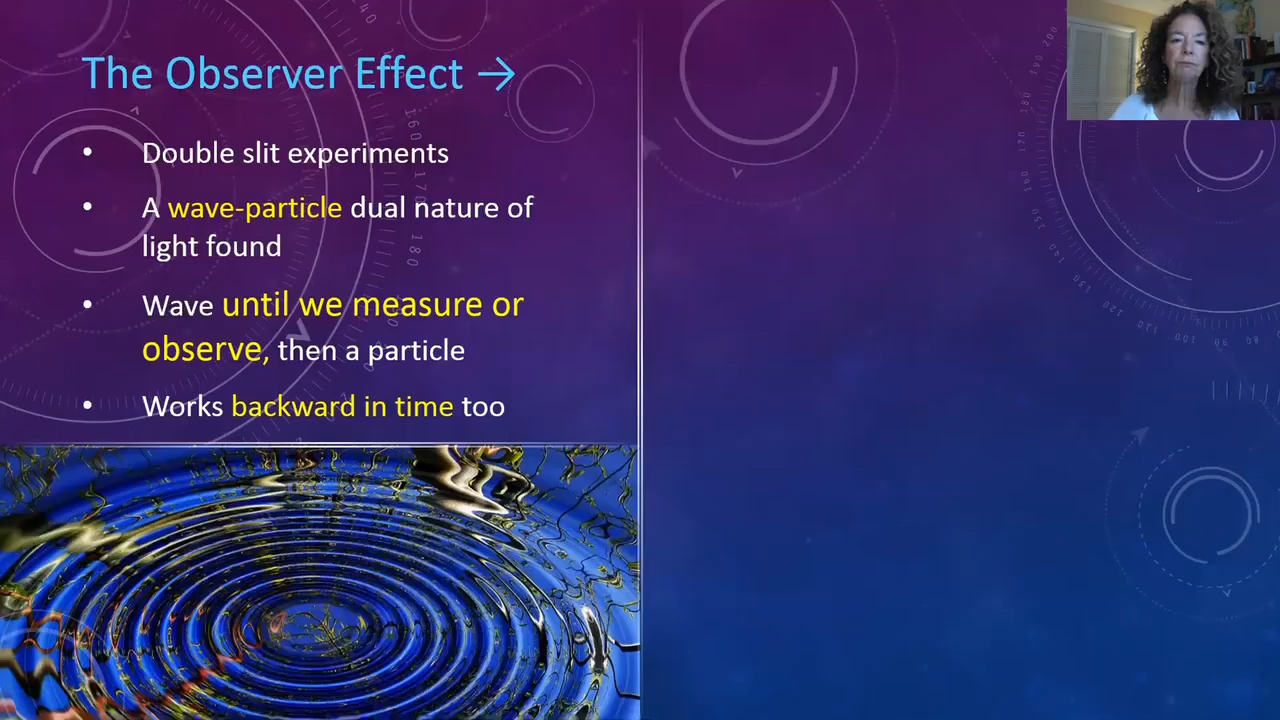 The Observer Effect →
• Double slit experiments
• A wave-particle dual nature of
light found
• Wave until we measure or
observe, then a particle
• Works backward in time too